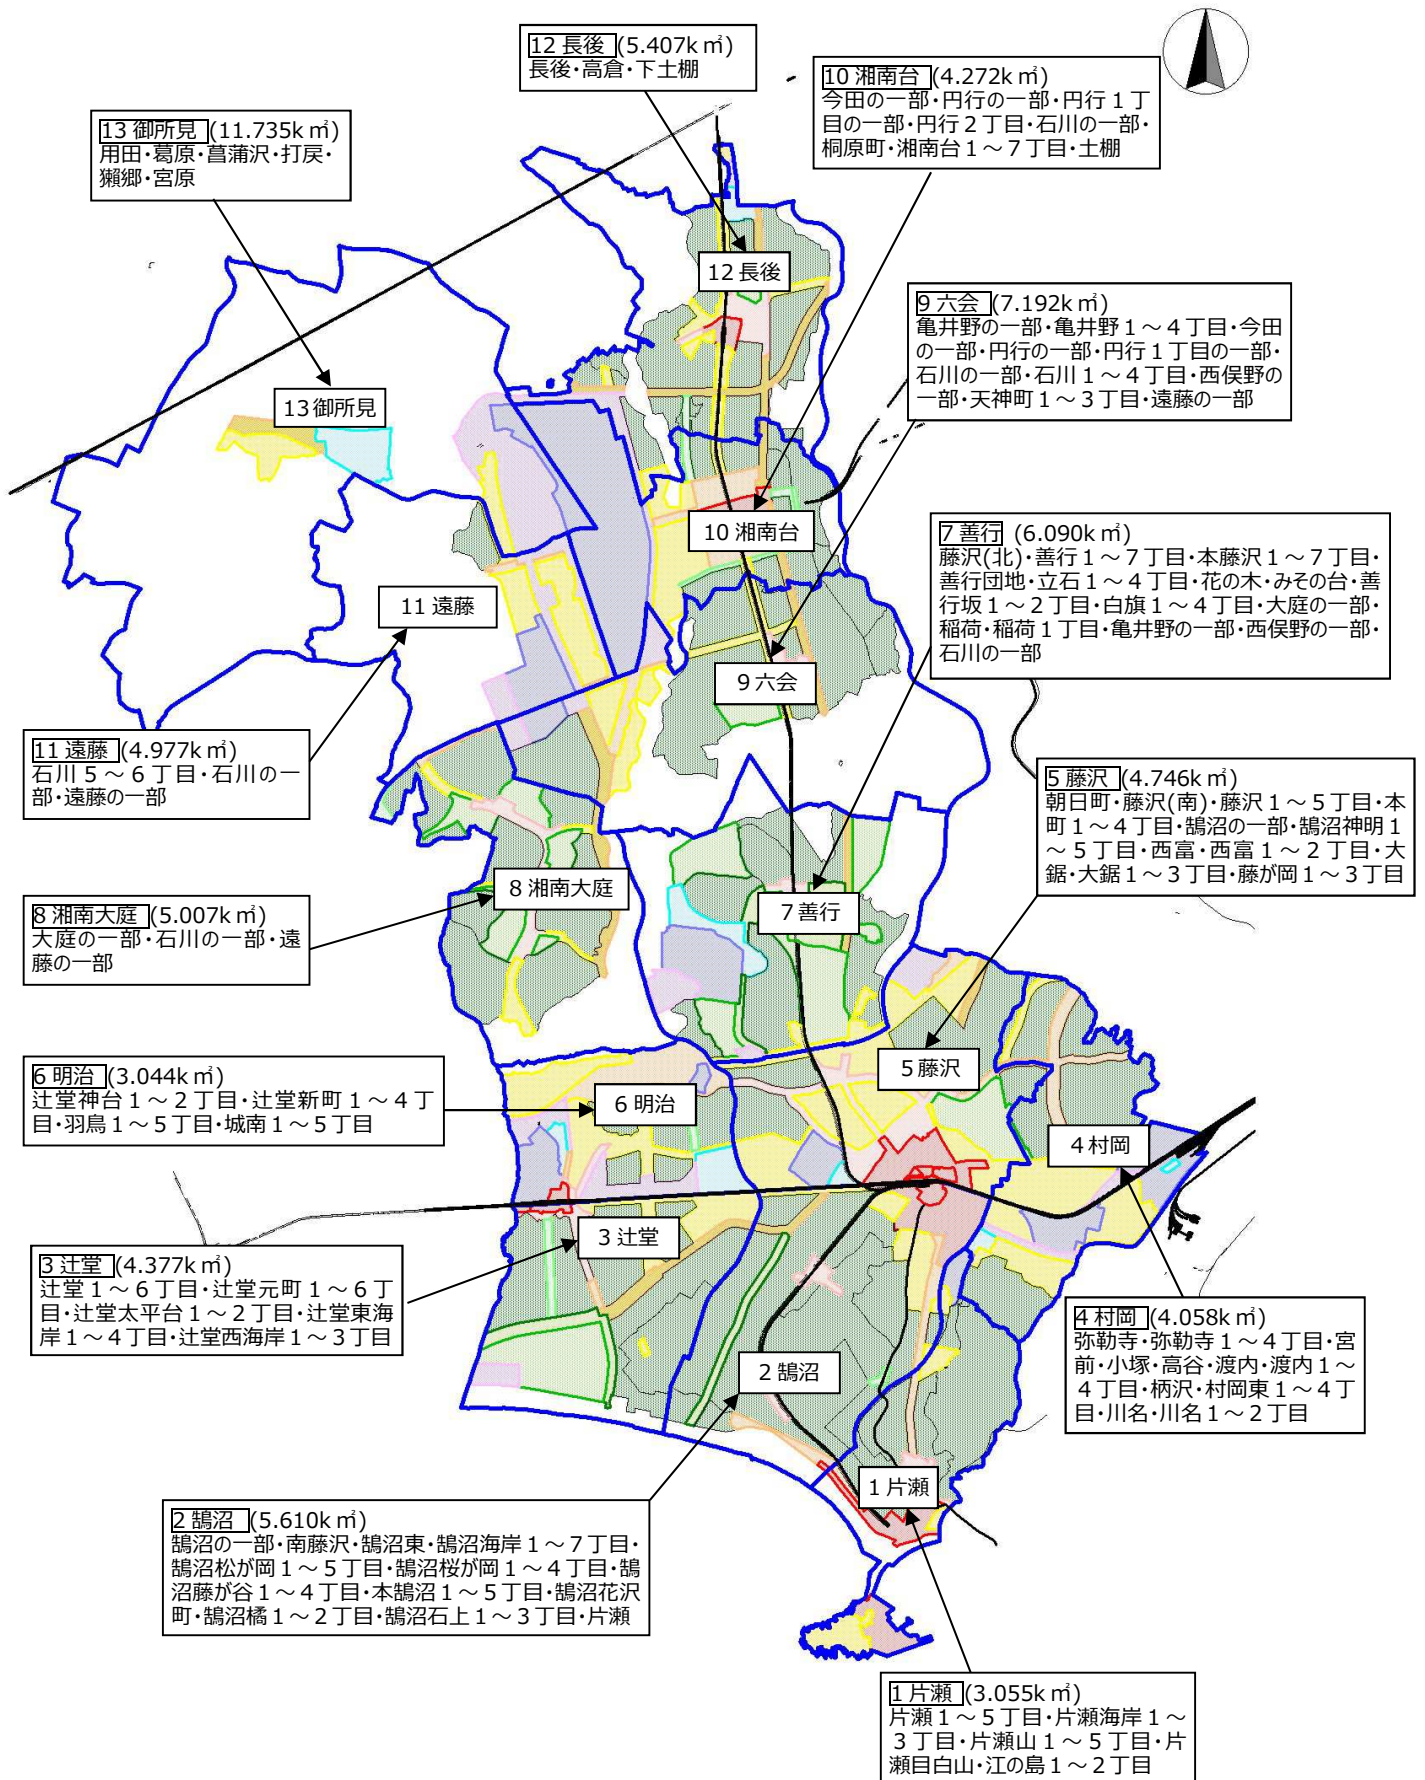 12 長後 (5.407k㎡)
長後・高倉・下土棚
10 湘南台 (4.272k㎡)
今田の一部・円行の一部・円行１丁
目の一部・円行２丁目・石川の一部・
桐原町・湘南台１～７丁目・土棚
13 御所見 (11.735k㎡)
用田・葛原・菖蒲沢・打戻・
獺郷・宮原
12 長後
9 六会 (7.192k㎡)
亀井野の一部・亀井野１～４丁目・今田
の一部・円行の一部・円行１丁目の一部・
石川の一部・石川１～４丁目・西俣野の
一部・天神町１～３丁目・遠藤の一部
13 御所見
10 湘南台
7 善行 (6.090k㎡)
藤沢(北)・善行１～７丁目・本藤沢１～７丁目・
善行団地・立石１～４丁目・花の木・みその台・善
行坂１～２丁目・白旗１～４丁目・大庭の一部・
稲荷・稲荷１丁目・亀井野の一部・西俣野の一部・
石川の一部
11 遠藤
9 六会
11 遠藤 (4.977k㎡)
石川５～６丁目・石川の一
部・遠藤の一部
5 藤沢 (4.746k㎡)
朝日町・藤沢(南)・藤沢１～５丁目・本
町１～４丁目・鵠沼の一部・鵠沼神明１
～５丁目・西富・西富１～２丁目・大
鋸・大鋸１～３丁目・藤が岡１～３丁目
8 湘南大庭
7 善行
8 湘南大庭 (5.007k㎡)
大庭の一部・石川の一部・遠
藤の一部
5 藤沢
6 明治 (3.044k㎡)
辻堂神台１～２丁目・辻堂新町１～４丁
目・羽鳥１～５丁目・城南１～５丁目
6 明治
4 村岡
3 辻堂
3 辻堂 (4.377k㎡)
辻堂１～６丁目・辻堂元町１～６丁
目・辻堂太平台１～２丁目・辻堂東海
岸１～４丁目・辻堂西海岸１～３丁目
4 村岡 (4.058k㎡)
弥勒寺・弥勒寺１～４丁目・宮
前・小塚・高谷・渡内・渡内１～
４丁目・柄沢・村岡東１～４丁
目・川名・川名１～２丁目
2 鵠沼
1 片瀬
2 鵠沼 (5.610k㎡)
鵠沼の一部・南藤沢・鵠沼東・鵠沼海岸１～７丁目・
鵠沼松が岡１～５丁目・鵠沼桜が岡１～４丁目・鵠
沼藤が谷１～４丁目・本鵠沼１～５丁目・鵠沼花沢
町・鵠沼橘１～２丁目・鵠沼石上１～３丁目・片瀬
1 片瀬 (3.055k㎡)
片瀬１～５丁目・片瀬海岸１～
３丁目・片瀬山１～５丁目・片
瀬目白山・江の島１～２丁目